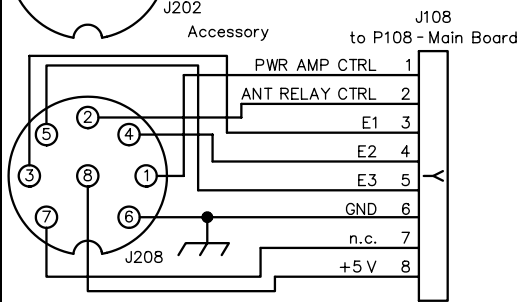 J202
Accessory
J108
to P108 - Main Board
PWR AMP CTRL 1
ANT RELAY CTRL 2
E1 3
E2 4
E3 5
GND 6
n.c. 7
+5 V 8
2
5
4
3
8
1
7
6
J208